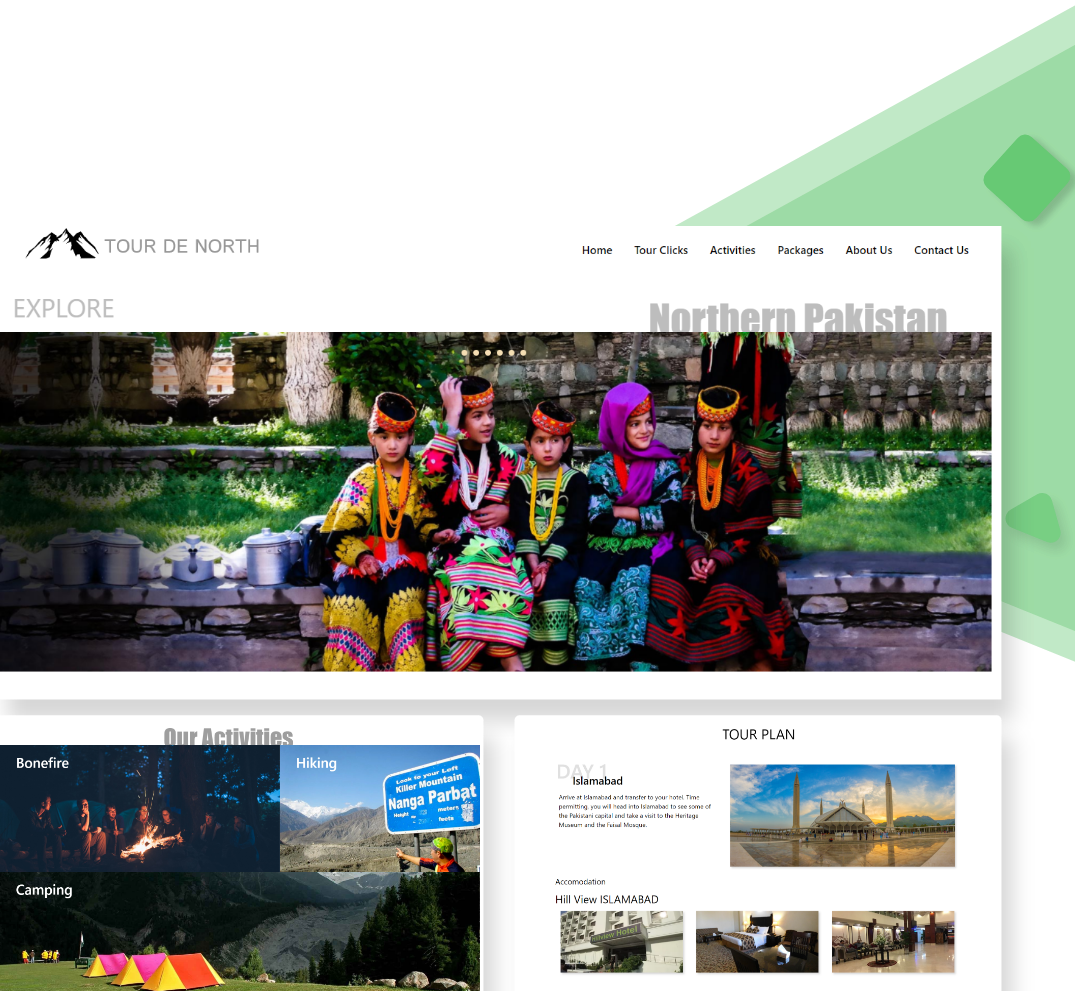 TOUR DE NORTH
Home Tour Clicks Activities Packages About Us Contact Us
EXPLORE
Northern Pakistan
Our Activities
Bonefire
Hiking
Look to your Left
Killer Mountain
Nanga Parbat
Height
meters
feets
Camping
TOUR PLAN
DAY 1
Islamabad
Arrive at Islamabad and transfer to your hotel. Time
permitting, you will head into Islamabad to see some of
the Pakistani capital and take a visit to the Heritage
Museum and the Faisal Mosque.
Accomodation
Hill View ISLAMABAD
Hillview Hotel